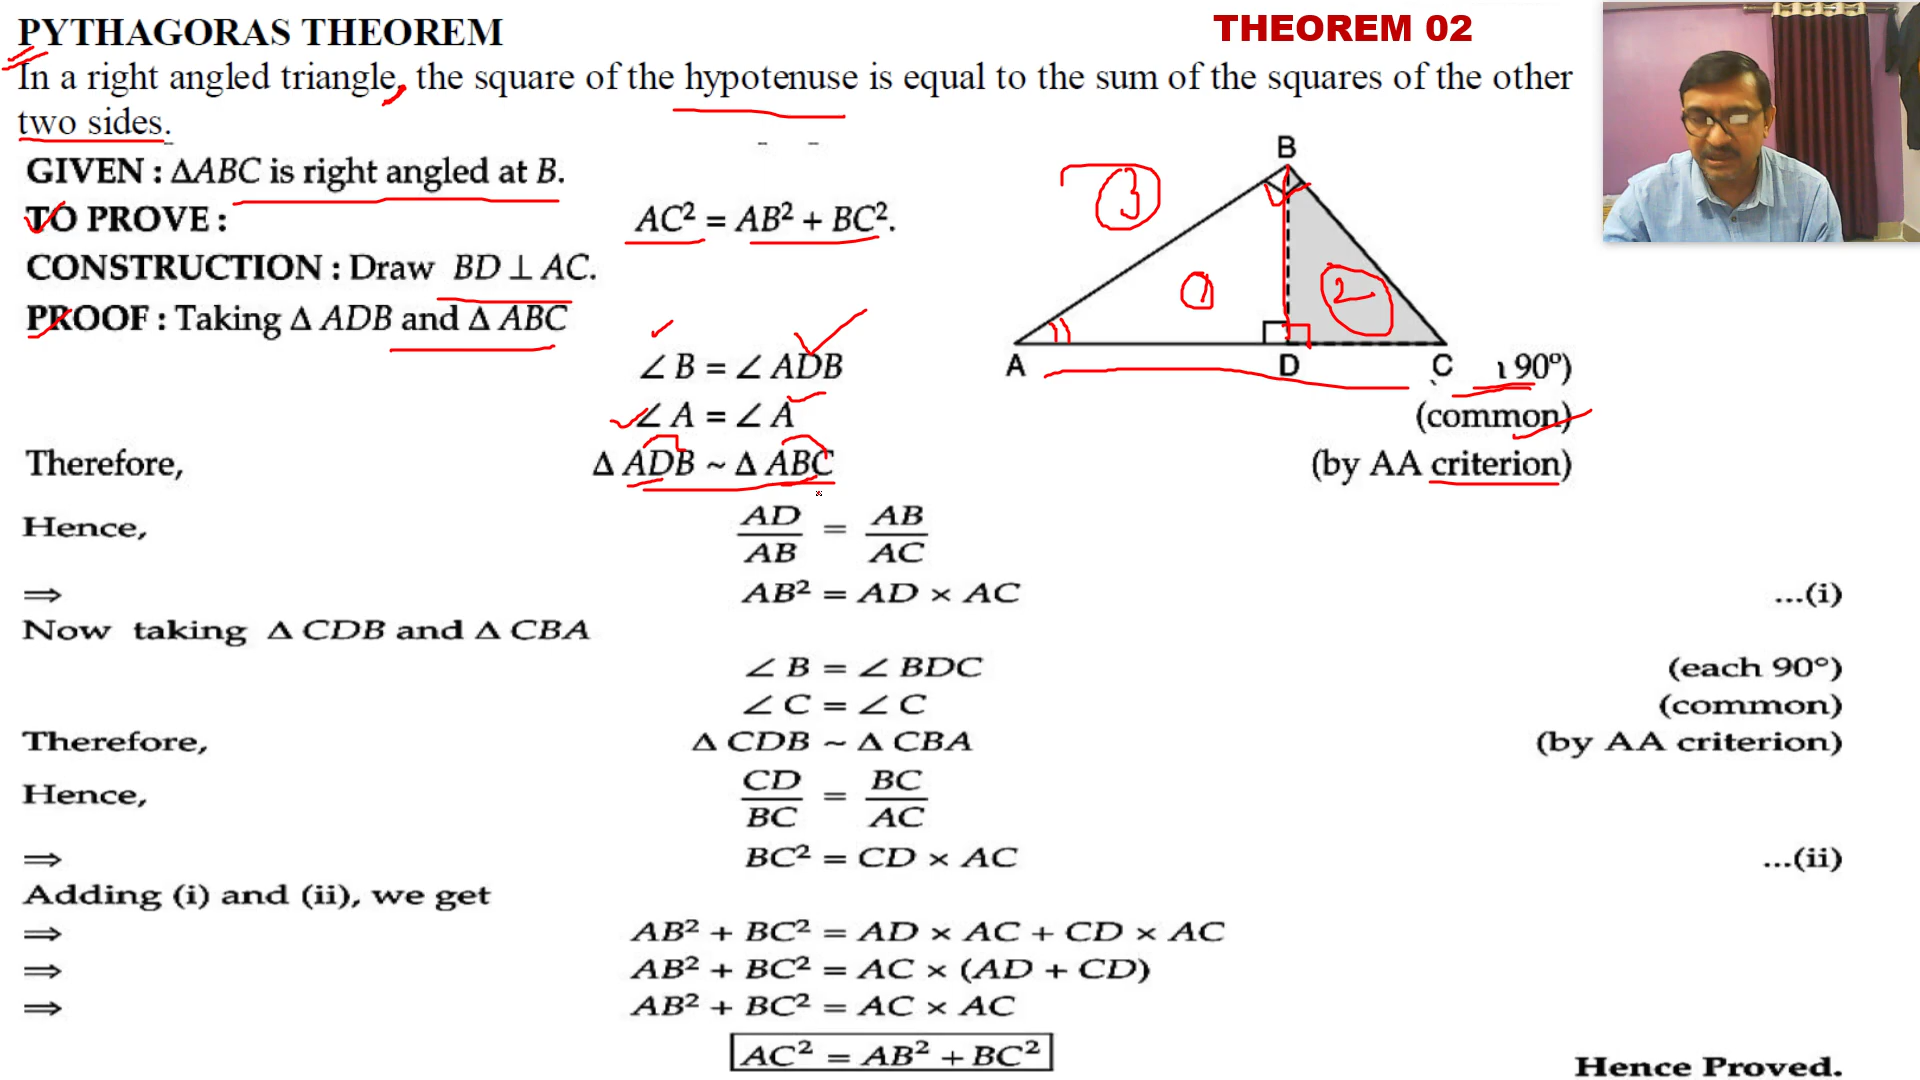 PYTHAGORAS THEOREM
THEOREM 02
In a right angled triangle, the square of the hypotenuse is equal to the sum of the squares of the other
two sides.
GIVEN : ΔABC is right angled at B.
TO PROVE : AC² = AB² + BC².
CONSTRUCTION : Draw BD ⊥ AC.
PROOF : Taking Δ ADB and Δ ABC
B
3
1
2
A D C
∠ B = ∠ ADB 90°)
∠ A = ∠ A (common)
Therefore, Δ ADB ~ Δ ABC (by AA criterion)
Hence, AD/AB = AB/AC
⇒ AB² = AD × AC ...(i)
Now taking Δ CDB and Δ CBA
∠ B = ∠ BDC (each 90°)
∠ C = ∠ C (common)
Therefore, Δ CDB ~ Δ CBA (by AA criterion)
Hence, CD/BC = BC/AC
⇒ BC² = CD × AC ...(ii)
Adding (i) and (ii), we get
⇒ AB² + BC² = AD × AC + CD × AC
⇒ AB² + BC² = AC × (AD + CD)
⇒ AB² + BC² = AC × AC
AC² = AB² + BC²
Hence Proved.